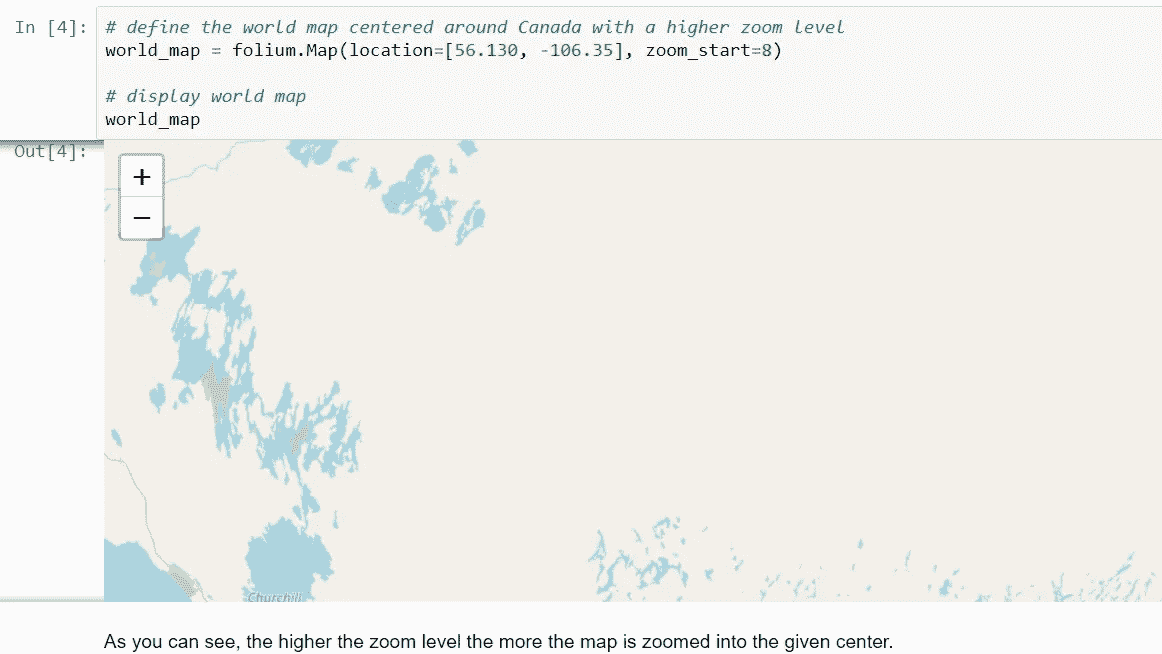 In [4]: # define the world map centered around Canada with a higher zoom level
world_map = folium.Map(location=[56.130, -106.35], zoom_start=8)
# display world map
world_map
Out[4]:
+
−
Churchill
As you can see, the higher the zoom level the more the map is zoomed into the given center.